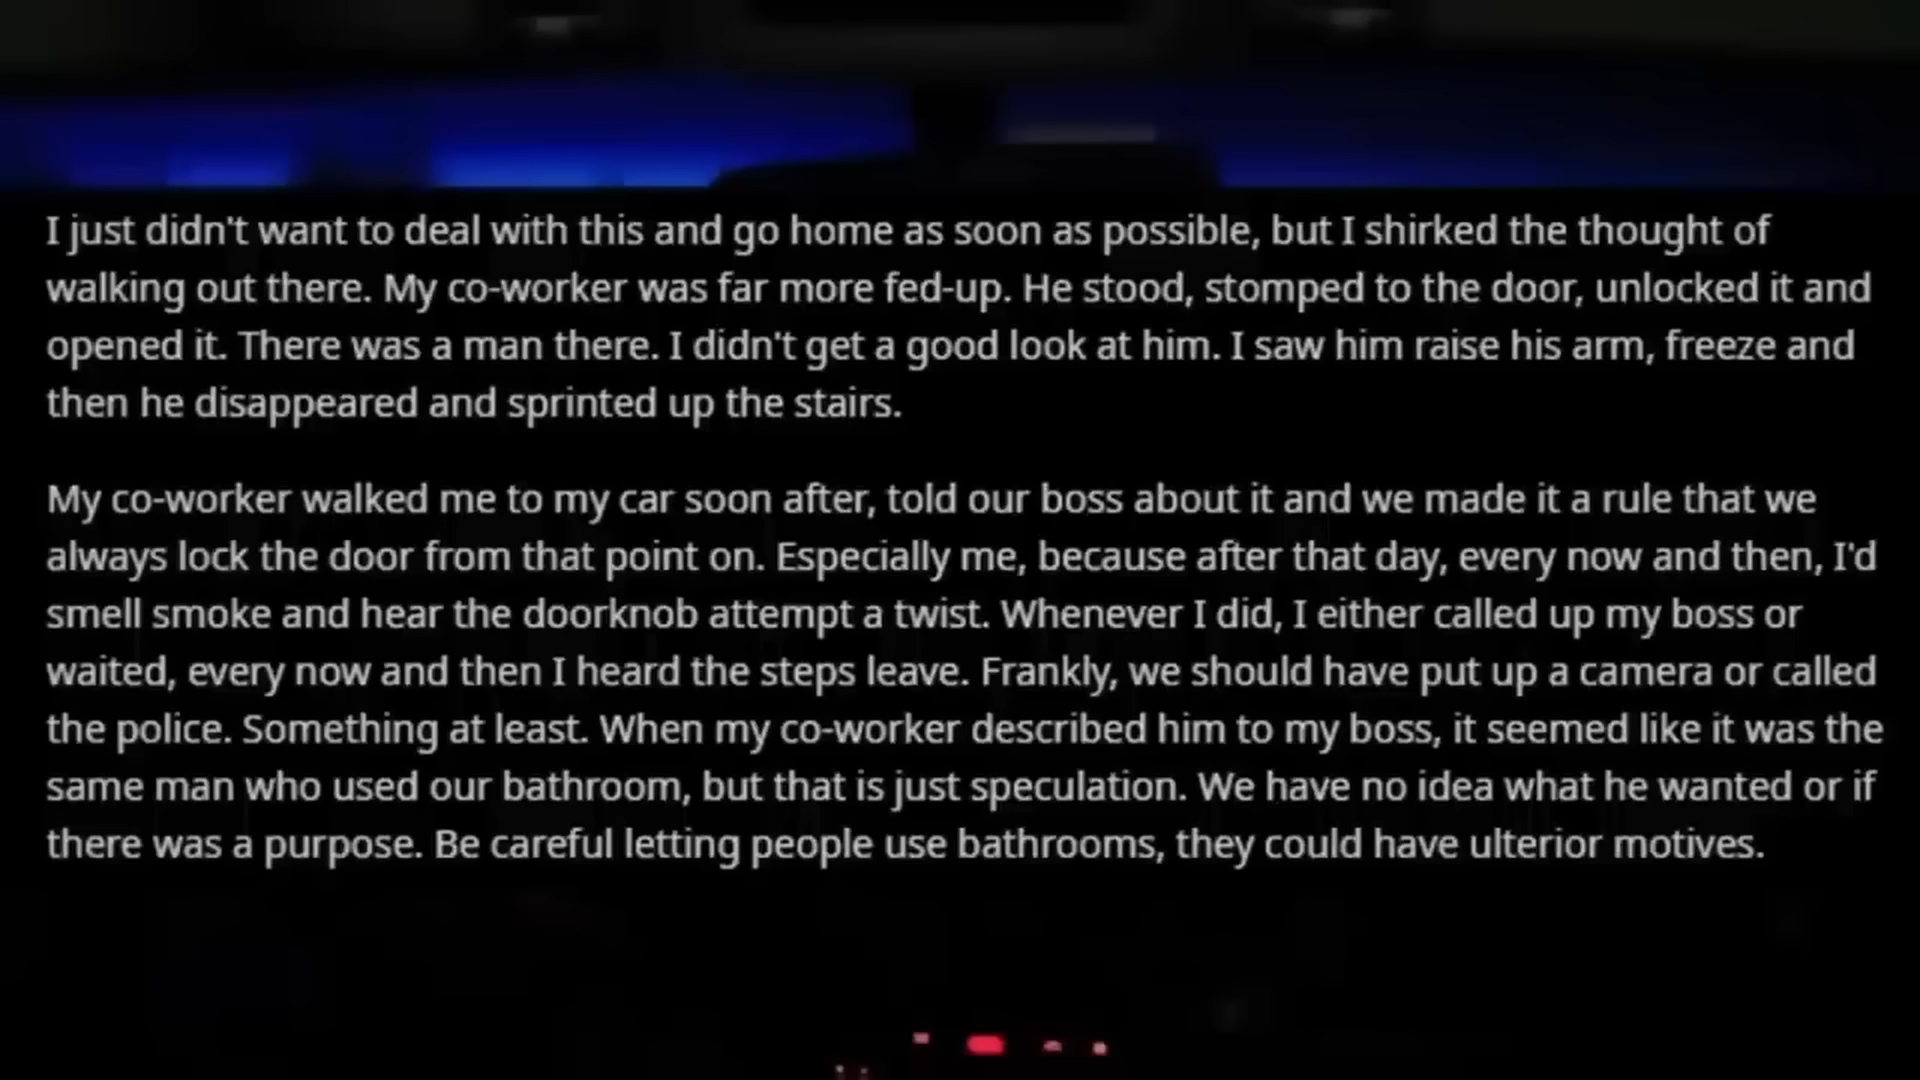 I just didn't want to deal with this and go home as soon as possible, but I shirked the thought of
walking out there. My co-worker was far more fed-up. He stood, stomped to the door, unlocked it and
opened it. There was a man there. I didn't get a good look at him. I saw him raise his arm, freeze and
then he disappeared and sprinted up the stairs.
My co-worker walked me to my car soon after, told our boss about it and we made it a rule that we
always lock the door from that point on. Especially me, because after that day, every now and then, I'd
smell smoke and hear the doorknob attempt a twist. Whenever I did, I either called up my boss or
waited, every now and then I heard the steps leave. Frankly, we should have put up a camera or called
the police. Something at least. When my co-worker described him to my boss, it seemed like it was the
same man who used our bathroom, but that is just speculation. We have no idea what he wanted or if
there was a purpose. Be careful letting people use bathrooms, they could have ulterior motives.